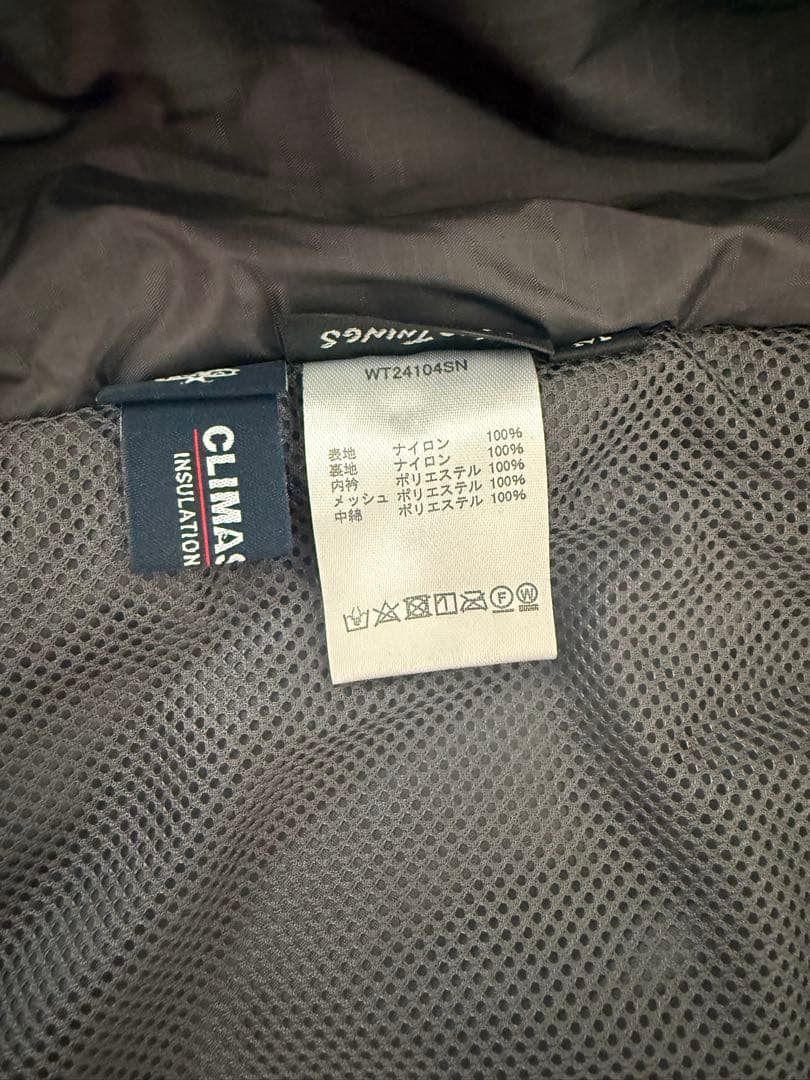 TNINGS
WT24104SN
表地 ナイロン 100%
裏地 ナイロン 100%
内衿 ポリエステル 100%
メッシュ ポリエステル 100%
中綿 ポリエステル 100%
F
W
CLIMAS
INSULATION